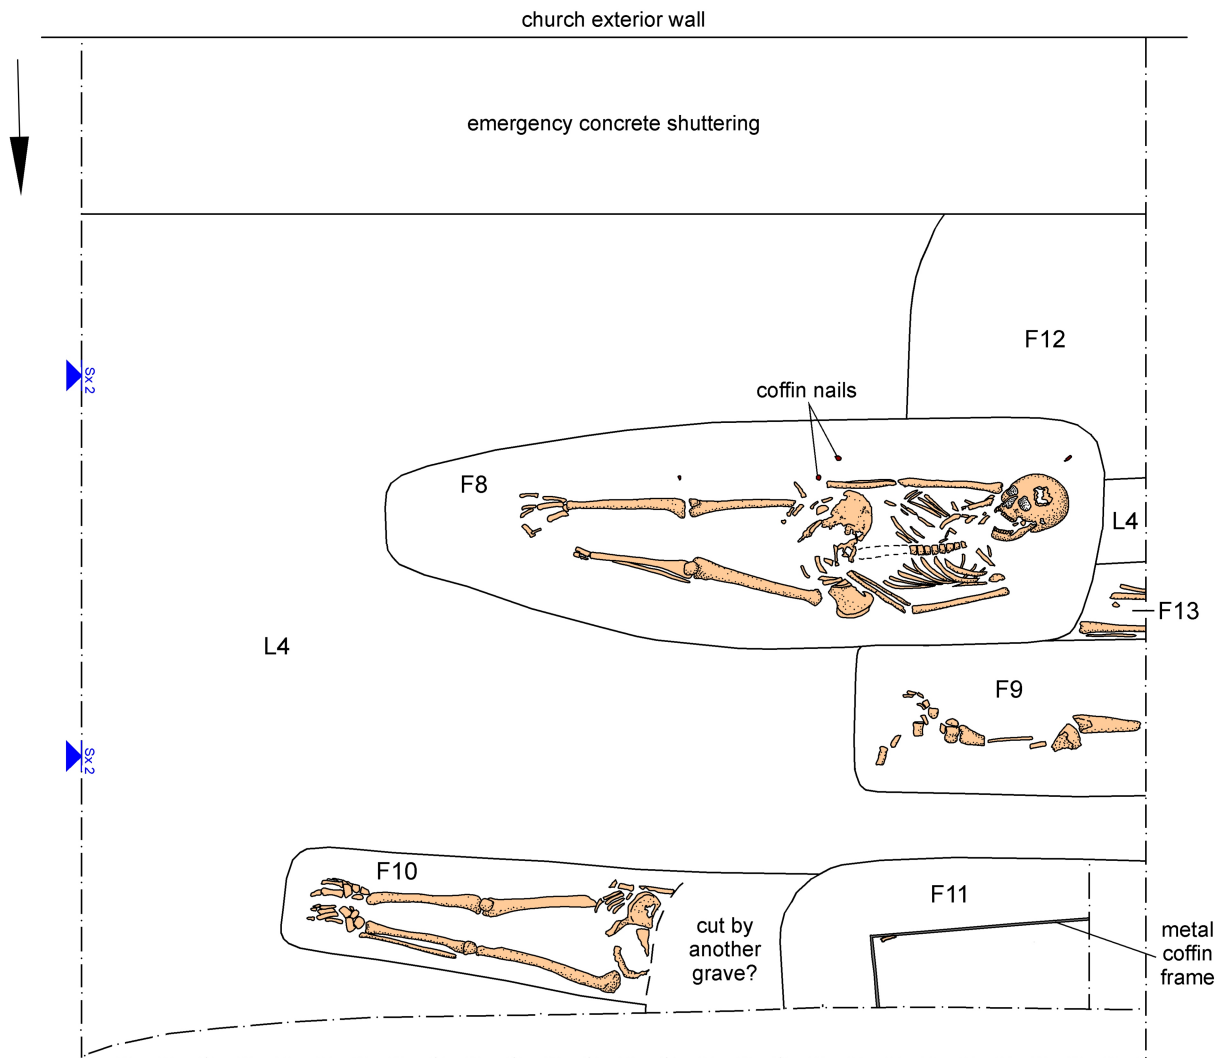 church exterior wall
emergency concrete shuttering
F12
Sx 2
coffin nails
F8
L4
F13
L4
F9
Sx 2
F10
F11
cut by
another
grave?
metal
coffin
frame